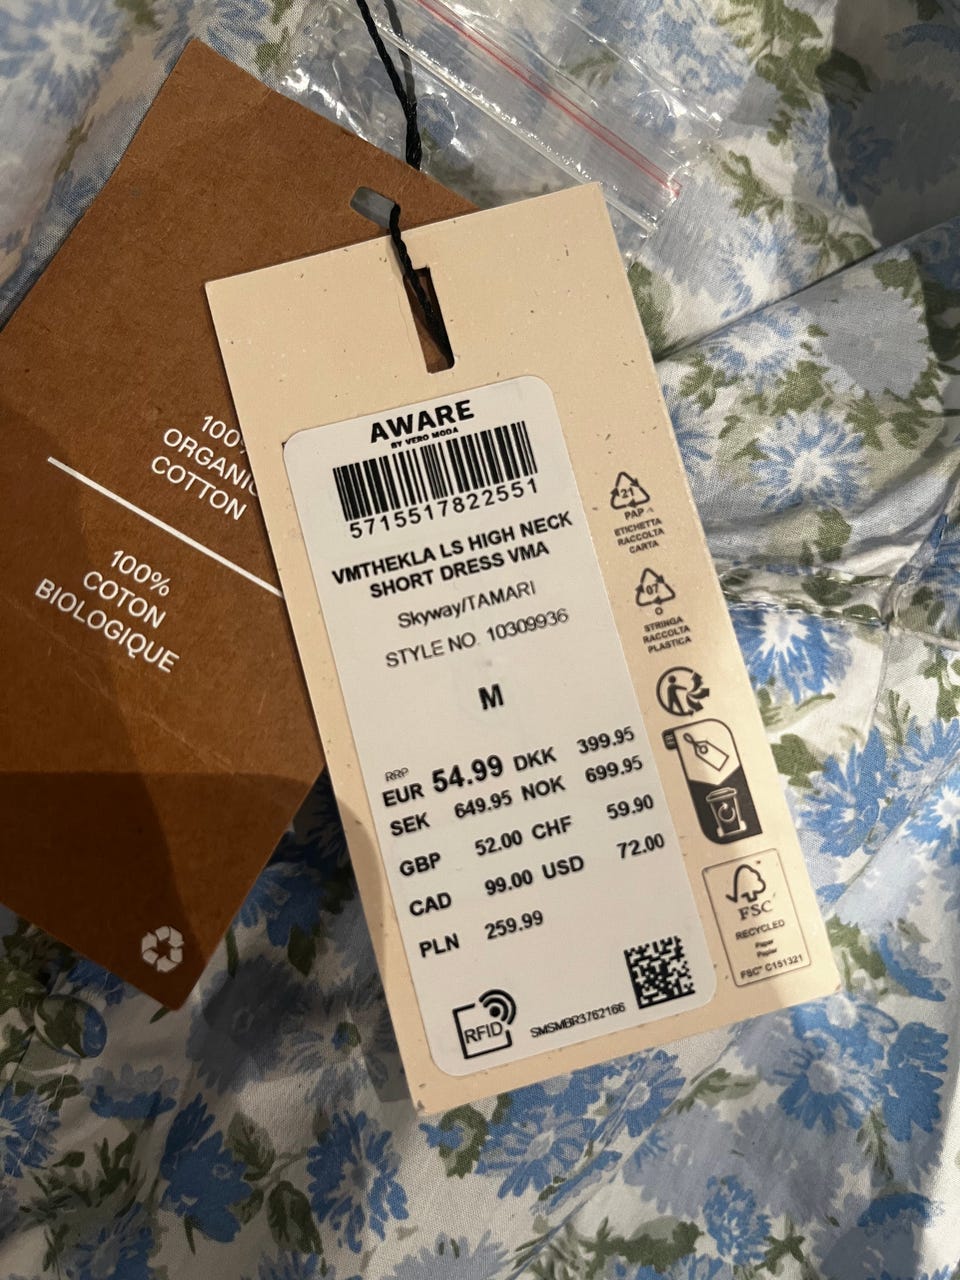 ORGANIC
COTTON
100%
COTON
BIOLOGIQUE
AWARE
BY VERO MODA
5715517822551
VMTHEKLA LS HIGH NECK
SHORT DRESS VMA
Skyway/TAMARI
STYLE NO. 10309936
M
RRP
EUR 54.99 DKK 399.95
SEK 649.95 NOK 699.95
GBP 52.00 CHF 59.90
CAD 99.00 USD 72.00
PLN 259.99
RFID
SMSMBR3762166
21
PAP
ETICHETTA
RACCOLTA
CARTA
07
O
STRINGA
RACCOLTA
PLASTICA
FSC
RECYCLED
Paper
Papier
FSC® C151321